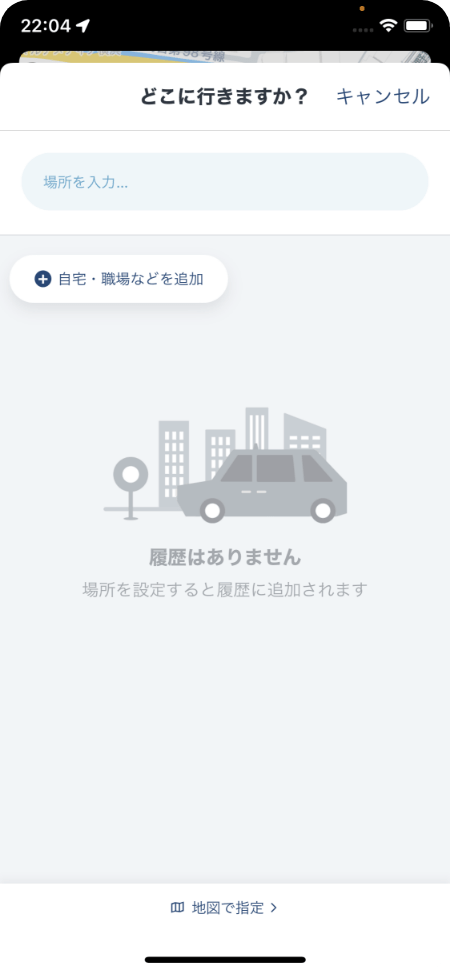 22:04
どこに行きますか？
キャンセル
場所を入力...
自宅・職場などを追加
履歴はありません
場所を設定すると履歴に追加されます
地図で指定